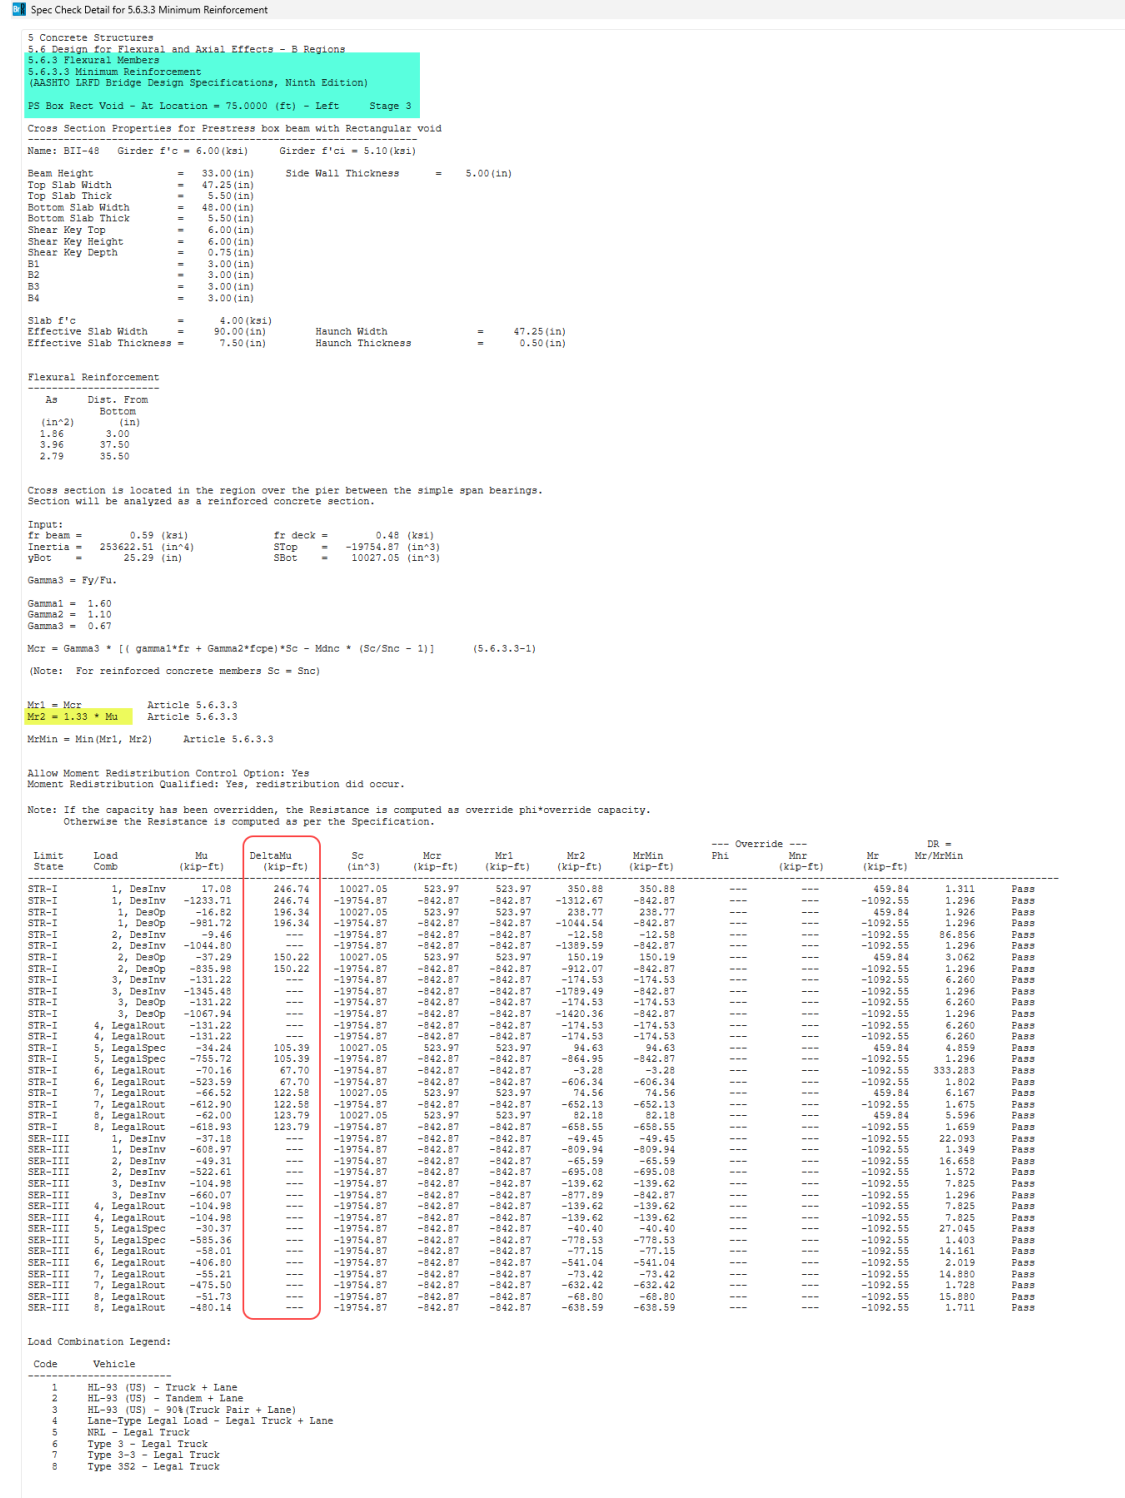 Br Spec Check Detail for 5.6.3.3 Minimum Reinforcement
5 Concrete Structures
5.6 Design for Flexural and Axial Effects - B Regions
5.6.3 Flexural Members
5.6.3.3 Minimum Reinforcement
(AASHTO LRFD Bridge Design Specifications, Ninth Edition)
PS Box Rect Void - At Location = 75.0000 (ft) - Left Stage 3
Cross Section Properties for Prestress box beam with Rectangular void
-----------------------------------------------------------------
Name: BII-48 Girder f'c = 6.00(ksi) Girder f'ci = 5.10(ksi)
Beam Height = 33.00(in) Side Wall Thickness = 5.00(in)
Top Slab Width = 47.25(in)
Top Slab Thick = 5.50(in)
Bottom Slab Width = 48.00(in)
Bottom Slab Thick = 5.50(in)
Shear Key Top = 6.00(in)
Shear Key Height = 6.00(in)
Shear Key Depth = 0.75(in)
B1 = 3.00(in)
B2 = 3.00(in)
B3 = 3.00(in)
B4 = 3.00(in)
Slab f'c = 4.00(ksi)
Effective Slab Width = 90.00(in) Haunch Width = 47.25(in)
Effective Slab Thickness = 7.50(in) Haunch Thickness = 0.50(in)
Flexural Reinforcement
----------------------
As Dist. From
Bottom
(in^2) (in)
1.86 3.00
3.96 37.50
2.79 35.50
Cross section is located in the region over the pier between the simple span bearings.
Section will be analyzed as a reinforced concrete section.
Input:
fr beam = 0.59 (ksi) fr deck = 0.48 (ksi)
Inertia = 253622.51 (in^4) STop = -19754.87 (in^3)
yBot = 25.29 (in) SBot = 10027.05 (in^3)
Gamma3 = Fy/Fu.
Gamma1 = 1.60
Gamma2 = 1.10
Gamma3 = 0.67
Mcr = Gamma3 * [( gamma1*fr + Gamma2*fcpe)*Sc - Mdnc * (Sc/Snc - 1)] (5.6.3.3-1)
(Note: For reinforced concrete members Sc = Snc)
Mr1 = Mcr Article 5.6.3.3
Mr2 = 1.33 * Mu Article 5.6.3.3
MrMin = Min(Mr1, Mr2) Article 5.6.3.3
Allow Moment Redistribution Control Option: Yes
Moment Redistribution Qualified: Yes, redistribution did occur.
Note: If the capacity has been overridden, the Resistance is computed as override phi*override capacity.
Otherwise the Resistance is computed as per the Specification.
--- Override --- DR =
Limit Load Mu DeltaMu Sc Mcr Mr1 Mr2 MrMin Phi Mnr Mr Mr/MrMin
State Comb (kip-ft) (kip-ft) (in^3) (kip-ft) (kip-ft) (kip-ft) (kip-ft) (kip-ft) (kip-ft)
----------------------------------------------------------------------------------------------------
STR-I 1, DesInv 17.08 246.74 10027.05 523.97 523.97 350.88 350.88 --- --- 459.84 1.311 Pass
STR-I 1, DesInv -1233.71 246.74 -19754.87 -842.87 -842.87 -1312.67 -842.87 --- --- -1092.55 1.296 Pass
STR-I 1, DesOp -16.82 196.34 10027.05 523.97 523.97 238.77 238.77 --- --- 459.84 1.926 Pass
STR-I 1, DesOp -981.72 196.34 -19754.87 -842.87 -842.87 -1044.54 -842.87 --- --- -1092.55 1.296 Pass
STR-I 2, DesInv -9.46 --- -19754.87 -842.87 -842.87 -12.58 -12.58 --- --- -1092.55 86.856 Pass
STR-I 2, DesInv -1044.80 --- -19754.87 -842.87 -842.87 -1389.59 -842.87 --- --- -1092.55 1.296 Pass
STR-I 2, DesOp -37.29 150.22 10027.05 523.97 523.97 150.19 150.19 --- --- 459.84 3.062 Pass
STR-I 2, DesOp -835.98 150.22 -19754.87 -842.87 -842.87 -912.07 -842.87 --- --- -1092.55 1.296 Pass
STR-I 3, DesInv -131.22 --- -19754.87 -842.87 -842.87 -174.53 -174.53 --- --- -1092.55 6.260 Pass
STR-I 3, DesInv -1345.48 --- -19754.87 -842.87 -842.87 -1789.49 -842.87 --- --- -1092.55 1.296 Pass
STR-I 3, DesOp -131.22 --- -19754.87 -842.87 -842.87 -174.53 -174.53 --- --- -1092.55 6.260 Pass
STR-I 3, DesOp -1067.94 --- -19754.87 -842.87 -842.87 -1420.36 -842.87 --- --- -1092.55 1.296 Pass
STR-I 4, LegalRout -131.22 --- -19754.87 -842.87 -842.87 -174.53 -174.53 --- --- -1092.55 6.260 Pass
STR-I 4, LegalRout -131.22 --- -19754.87 -842.87 -842.87 -174.53 -174.53 --- --- -1092.55 6.260 Pass
STR-I 5, LegalSpec -34.24 105.39 10027.05 523.97 523.97 94.63 94.63 --- --- 459.84 4.859 Pass
STR-I 5, LegalSpec -755.72 105.39 -19754.87 -842.87 -842.87 -864.95 -842.87 --- --- -1092.55 1.296 Pass
STR-I 6, LegalRout -70.16 67.70 -19754.87 -842.87 -842.87 -3.28 -3.28 --- --- -1092.55 333.283 Pass
STR-I 6, LegalRout -523.59 67.70 -19754.87 -842.87 -842.87 -606.34 -606.34 --- --- -1092.55 1.802 Pass
STR-I 7, LegalRout -66.52 122.58 10027.05 523.97 523.97 74.56 74.56 --- --- 459.84 6.167 Pass
STR-I 7, LegalRout -612.90 122.58 -19754.87 -842.87 -842.87 -652.13 -652.13 --- --- -1092.55 1.675 Pass
STR-I 8, LegalRout -62.00 123.79 10027.05 523.97 523.97 82.18 82.18 --- --- 459.84 5.596 Pass
STR-I 8, LegalRout -618.93 123.79 -19754.87 -842.87 -842.87 -658.55 -658.55 --- --- -1092.55 1.659 Pass
SER-III 1, DesInv -37.18 --- -19754.87 -842.87 -842.87 -49.45 -49.45 --- --- -1092.55 22.093 Pass
SER-III 1, DesInv -608.97 --- -19754.87 -842.87 -842.87 -809.94 -809.94 --- --- -1092.55 1.349 Pass
SER-III 2, DesInv -49.31 --- -19754.87 -842.87 -842.87 -65.59 -65.59 --- --- -1092.55 16.658 Pass
SER-III 2, DesInv -522.61 --- -19754.87 -842.87 -842.87 -695.08 -695.08 --- --- -1092.55 1.572 Pass
SER-III 3, DesInv -104.98 --- -19754.87 -842.87 -842.87 -139.62 -139.62 --- --- -1092.55 7.825 Pass
SER-III 3, DesInv -660.07 --- -19754.87 -842.87 -842.87 -877.89 -842.87 --- --- -1092.55 1.296 Pass
SER-III 4, LegalRout -104.98 --- -19754.87 -842.87 -842.87 -139.62 -139.62 --- --- -1092.55 7.825 Pass
SER-III 4, LegalRout -104.98 --- -19754.87 -842.87 -842.87 -139.62 -139.62 --- --- -1092.55 7.825 Pass
SER-III 5, LegalSpec -30.37 --- -19754.87 -842.87 -842.87 -40.40 -40.40 --- --- -1092.55 27.045 Pass
SER-III 5, LegalSpec -585.36 --- -19754.87 -842.87 -842.87 -778.53 -778.53 --- --- -1092.55 1.403 Pass
SER-III 6, LegalRout -58.01 --- -19754.87 -842.87 -842.87 -77.15 -77.15 --- --- -1092.55 14.161 Pass
SER-III 6, LegalRout -406.80 --- -19754.87 -842.87 -842.87 -541.04 -541.04 --- --- -1092.55 2.019 Pass
SER-III 7, LegalRout -55.21 --- -19754.87 -842.87 -842.87 -73.42 -73.42 --- --- -1092.55 14.880 Pass
SER-III 7, LegalRout -475.50 --- -19754.87 -842.87 -842.87 -632.42 -632.42 --- --- -1092.55 1.728 Pass
SER-III 8, LegalRout -51.73 --- -19754.87 -842.87 -842.87 -68.80 -68.80 --- --- -1092.55 15.880 Pass
SER-III 8, LegalRout -480.14 --- -19754.87 -842.87 -842.87 -638.59 -638.59 --- --- -1092.55 1.711 Pass
Load Combination Legend:
Code Vehicle
------------------------
1 HL-93 (US) - Truck + Lane
2 HL-93 (US) - Tandem + Lane
3 HL-93 (US) - 90%(Truck Pair + Lane)
4 Lane-Type Legal Load - Legal Truck + Lane
5 NRL - Legal Truck
6 Type 3 - Legal Truck
7 Type 3-3 - Legal Truck
8 Type 3S2 - Legal Truck